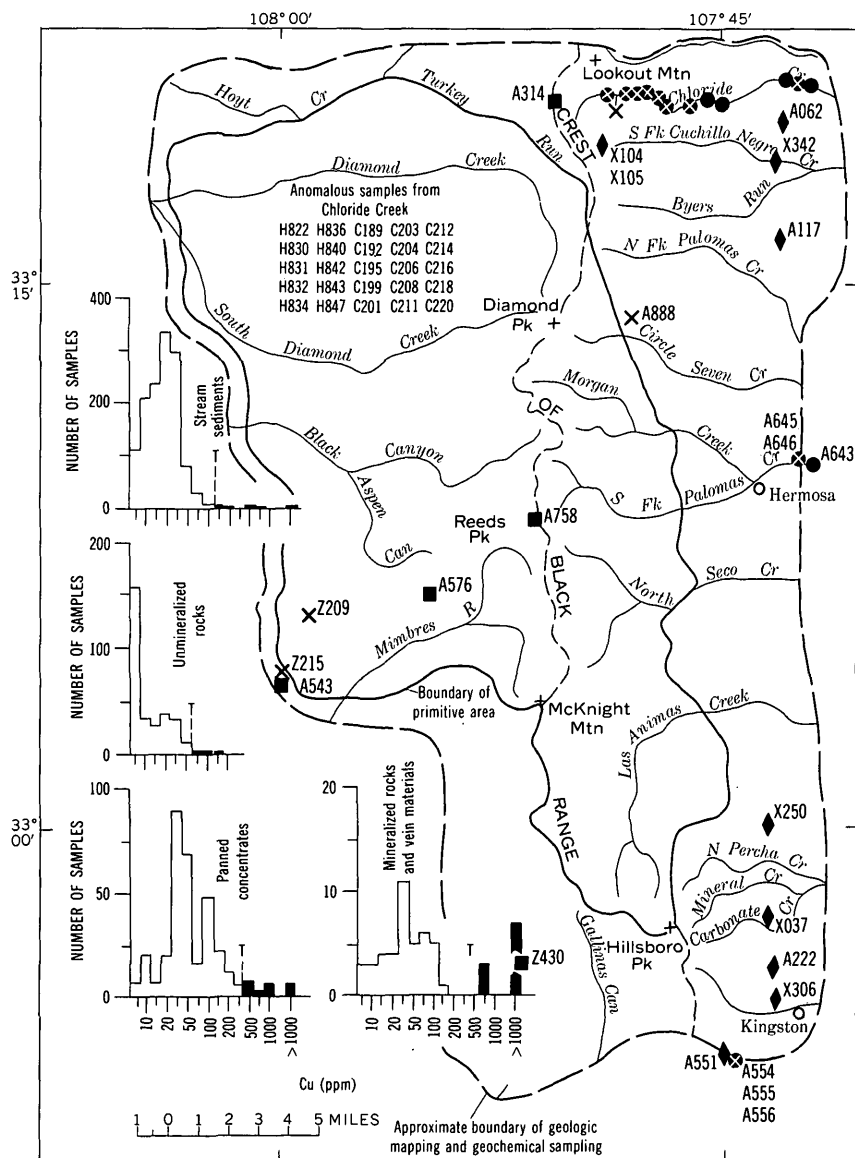 108°00′
107°45′
Lookout Mtn
Hoyt Cr
Turkey Run
A314
Chloride Cr
CREST OF BLACK RANGE
A062
S Fk Cuchillo Negro Cr
X342
X104
X105
Diamond Creek
Byers Run
Anomalous samples from
Chloride Creek
H822 H836 C189 C203 C212
H830 H840 C192 C204 C214
H831 H842 C195 C206 C216
H832 H843 C199 C208 C218
H834 H847 C201 C211 C220
A117
N Fk Palomas Cr
33°
15′
South Diamond Creek
Diamond
Pk
A888
Circle Seven Cr
Morgan Creek
400
200
0
NUMBER OF SAMPLES
Stream
sediments
T
Black Canyon
Aspen Can
A645
A646
A643
Hermosa
S Fk Palomas Cr
Reeds
Pk
A758
200
100
0
NUMBER OF SAMPLES
Unmineralized
rocks
T
North Seco Cr
A576
Z209
Mimbres R
Z215
A543
Boundary of
primitive area
McKnight
Mtn
Las Animas Creek
33°
00′
100
50
0
NUMBER OF SAMPLES
Panned
concentrates
T
20
10
0
Mineralized rocks
and vein materials
T
Z430
X250
N Percha Cr
Mineral Cr
Carbonate Cr
X037
Hillsboro
Pk
Gallinas Can
A222
X306
Kingston
10 20 50 100 200 500 1000 >
10 20 50 100 200 500 1000 >
Cu (ppm)
A551
A554
A555
A556
1 0 1 2 3 4 5 MILES
Approximate boundary of geologic
mapping and geochemical sampling